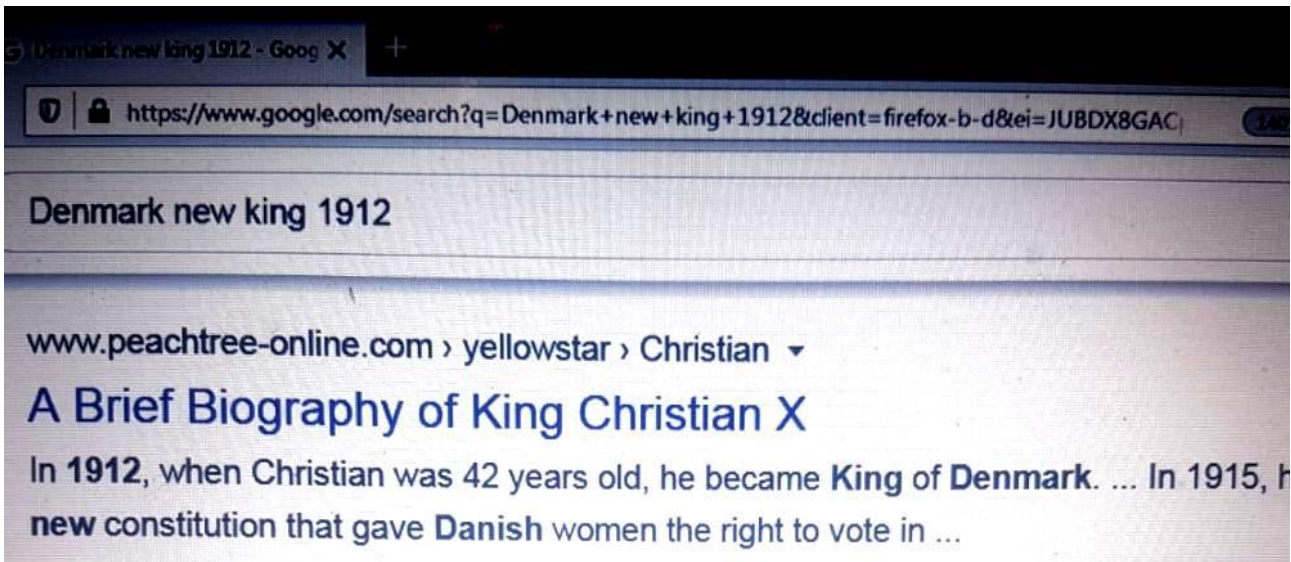 Denmark new king 1912 - Goog
https://www.google.com/search?q=Denmark+new+king+1912&client=firefox-b-d&ei=JUBDX8GAC
140
Denmark new king 1912
www.peachtree-online.com › yellowstar › Christian
A Brief Biography of King Christian X
In 1912, when Christian was 42 years old, he became King of Denmark. ... In 1915, h
new constitution that gave Danish women the right to vote in ...